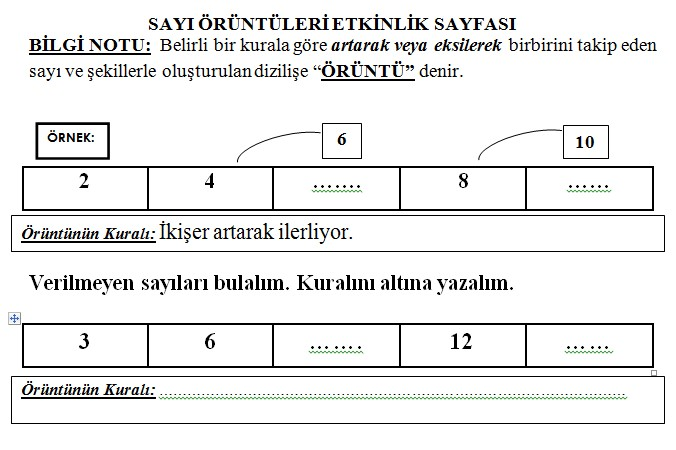 SAYI ÖRÜNTÜLERİ ETKİNLİK SAYFASI
BİLGİ NOTU: Belirli bir kurala göre artarak veya eksilerek birbirini takip eden
sayı ve şekillerle oluşturulan dizilişe “ÖRÜNTÜ” denir.
ÖRNEK: 6 10
2 4 ……. 8 ……
Örüntünün Kuralı: İkişer artarak ilerliyor.
Verilmeyen sayıları bulalım. Kuralını altına yazalım.
3 6 ……. 12 ……
Örüntünün Kuralı: ……………………………………………………………………………